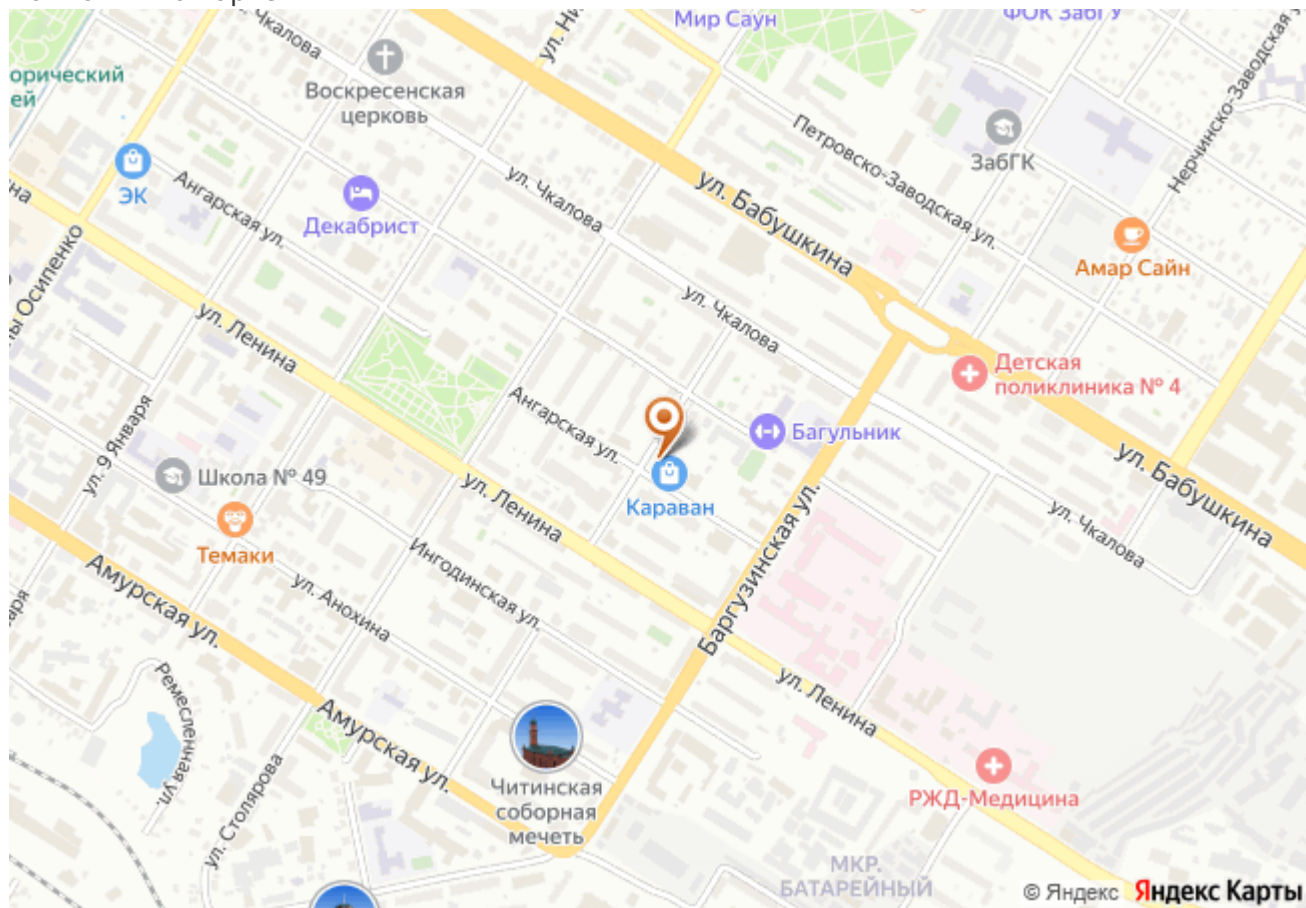 Мир Саун
ФОК ЗабГУ
Чкалова
Воскресенская
церковь
орический
ей
ЭК
Ангарская ул.
Декабрист
ул. Чкалова
ул. Бабушкина
Петровско-Заводская ул.
ЗабГК
Нерчинско-Заводская
Амар Сайн
Осипенко
ул. Ленина
ул. Чкалова
Детская
поликлиника № 4
Ангарская ул.
Багульник
Караван
ул. 9 Января
Школа № 49
Темаки
ул. Ленина
ул. Бабушкина
ул. Чкалова
Ингодинская ул.
ул. Анохина
Амурская ул.
Баргузинская ул.
Ремесленная ул.
Амурская ул.
ул. Ленина
ул. Столярова
Читинская
соборная
мечеть
РЖД-Медицина
МКР.
БАТАРЕЙНЫЙ
© Яндекс Яндекс Карты